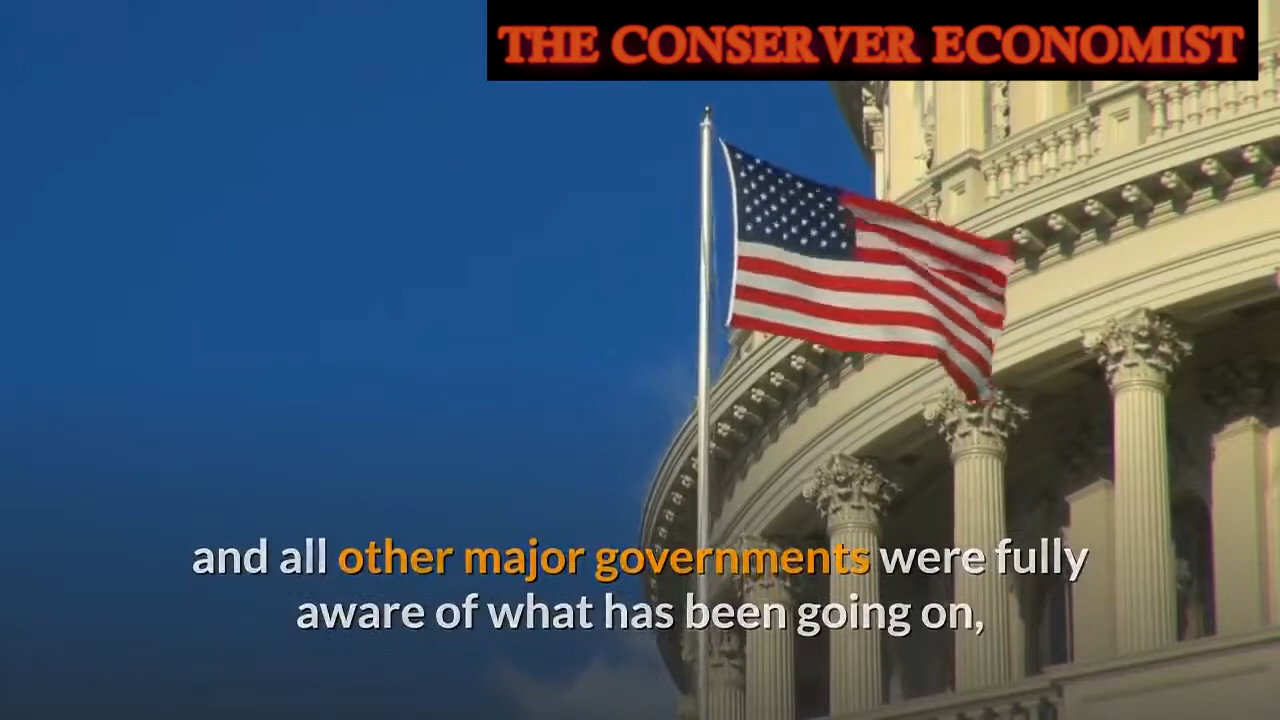 THE CONSERVER ECONOMIST
and all other major governments were fully
aware of what has been going on,